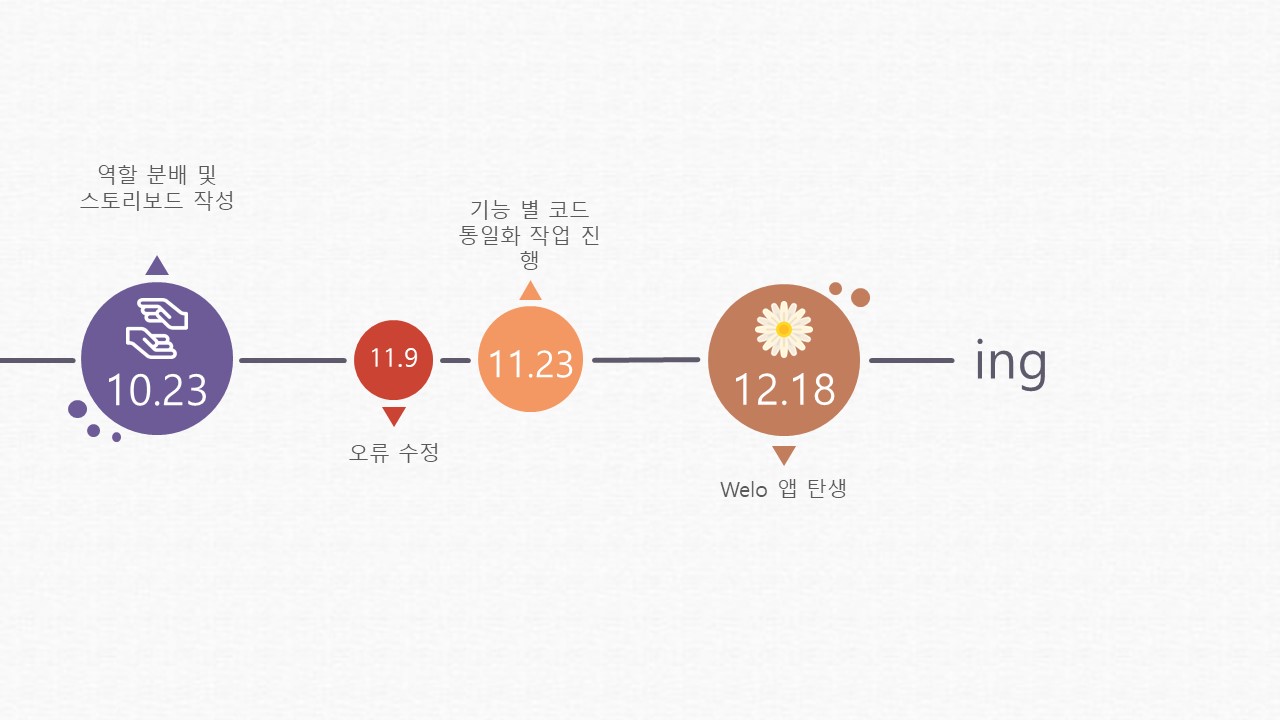 역할 분배 및
스토리보드 작성
10.23
11.9
오류 수정
기능 별 코드
통일화 작업 진
행
11.23
12.18
Welo 앱 탄생
ing